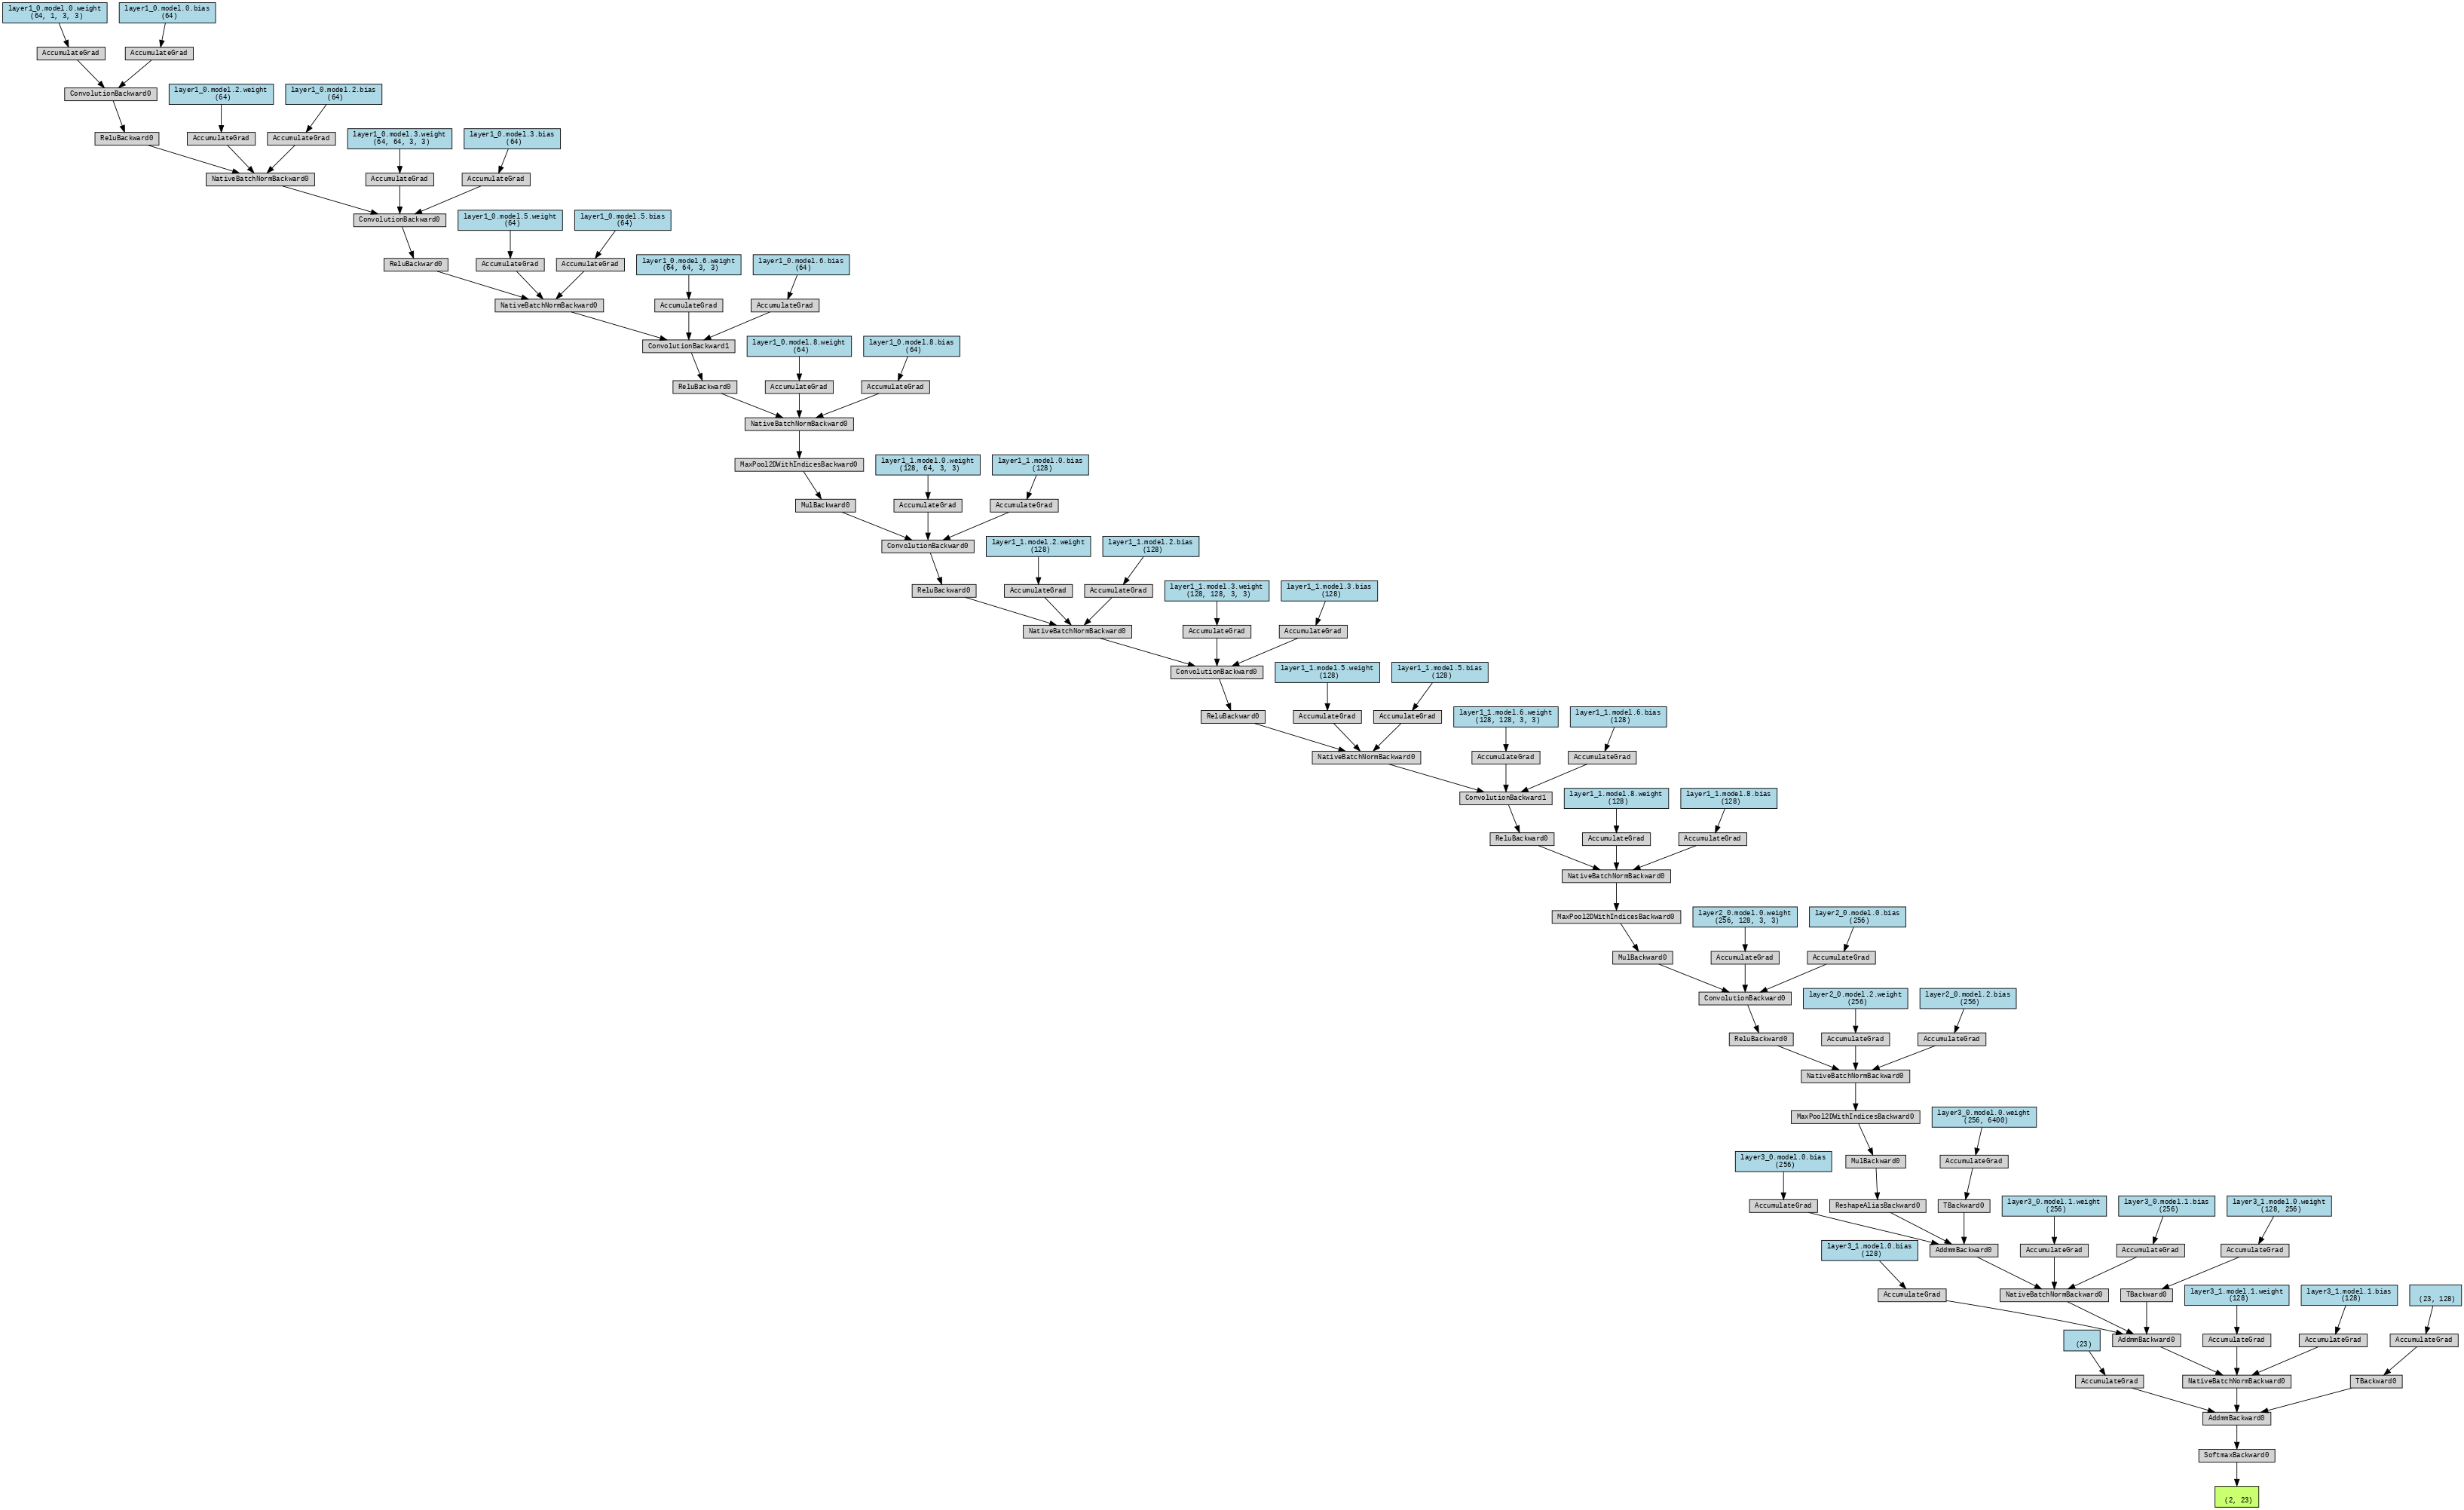 layer1_0.model.0.weight
(64, 1, 3, 3)
layer1_0.model.0.bias
(64)
AccumulateGrad
AccumulateGrad
ConvolutionBackward0
layer1_0.model.2.weight
(64)
layer1_0.model.2.bias
(64)
ReluBackward0
AccumulateGrad
AccumulateGrad
layer1_0.model.3.weight
(64, 64, 3, 3)
layer1_0.model.3.bias
(64)
NativeBatchNormBackward0
AccumulateGrad
AccumulateGrad
ConvolutionBackward0
layer1_0.model.5.weight
(64)
layer1_0.model.5.bias
(64)
ReluBackward0
AccumulateGrad
AccumulateGrad
layer1_0.model.6.weight
(64, 64, 3, 3)
layer1_0.model.6.bias
(64)
NativeBatchNormBackward0
AccumulateGrad
AccumulateGrad
ConvolutionBackward1
layer1_0.model.8.weight
(64)
layer1_0.model.8.bias
(64)
ReluBackward0
AccumulateGrad
AccumulateGrad
NativeBatchNormBackward0
MaxPool2DWithIndicesBackward0
layer1_1.model.0.weight
(128, 64, 3, 3)
layer1_1.model.0.bias
(128)
MulBackward0
AccumulateGrad
AccumulateGrad
ConvolutionBackward0
layer1_1.model.2.weight
(128)
layer1_1.model.2.bias
(128)
ReluBackward0
AccumulateGrad
AccumulateGrad
layer1_1.model.3.weight
(128, 128, 3, 3)
layer1_1.model.3.bias
(128)
NativeBatchNormBackward0
AccumulateGrad
AccumulateGrad
ConvolutionBackward0
layer1_1.model.5.weight
(128)
layer1_1.model.5.bias
(128)
ReluBackward0
AccumulateGrad
AccumulateGrad
layer1_1.model.6.weight
(128, 128, 3, 3)
layer1_1.model.6.bias
(128)
NativeBatchNormBackward0
AccumulateGrad
AccumulateGrad
ConvolutionBackward1
layer1_1.model.8.weight
(128)
layer1_1.model.8.bias
(128)
ReluBackward0
AccumulateGrad
AccumulateGrad
NativeBatchNormBackward0
MaxPool2DWithIndicesBackward0
layer2_0.model.0.weight
(256, 128, 3, 3)
layer2_0.model.0.bias
(256)
MulBackward0
AccumulateGrad
AccumulateGrad
ConvolutionBackward0
layer2_0.model.2.weight
(256)
layer2_0.model.2.bias
(256)
ReluBackward0
AccumulateGrad
AccumulateGrad
NativeBatchNormBackward0
MaxPool2DWithIndicesBackward0
layer3_0.model.0.weight
(256, 6400)
layer3_0.model.0.bias
(256)
MulBackward0
AccumulateGrad
AccumulateGrad
ReshapeAliasBackward0
TBackward0
layer3_0.model.1.weight
(256)
layer3_0.model.1.bias
(256)
layer3_1.model.0.weight
(128, 256)
layer3_1.model.0.bias
(128)
AddmmBackward0
AccumulateGrad
AccumulateGrad
AccumulateGrad
AccumulateGrad
NativeBatchNormBackward0
TBackward0
layer3_1.model.1.weight
(128)
layer3_1.model.1.bias
(128)
(23, 128)
(23)
AddmmBackward0
AccumulateGrad
AccumulateGrad
AccumulateGrad
AccumulateGrad
NativeBatchNormBackward0
TBackward0
AddmmBackward0
SoftmaxBackward0
(2, 23)